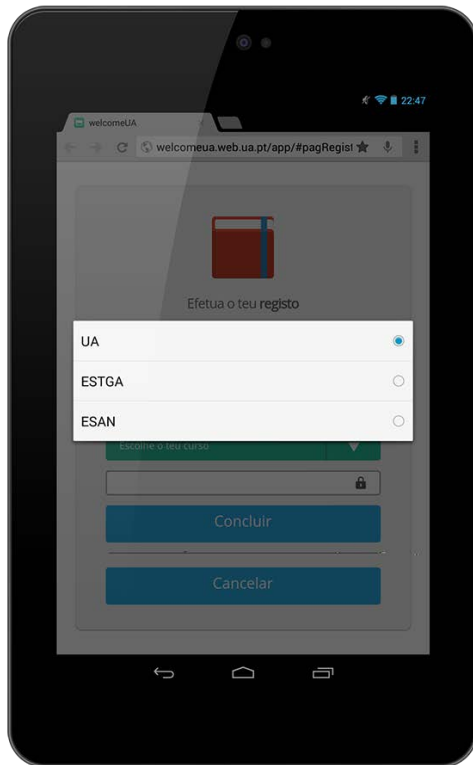 22:47
welcomeUA
welcomeua.web.ua.pt/app/#pagRegist
Efetua o teu registo
UA
ESTGA
ESAN
Escolhe o teu curso
Concluir
Cancelar